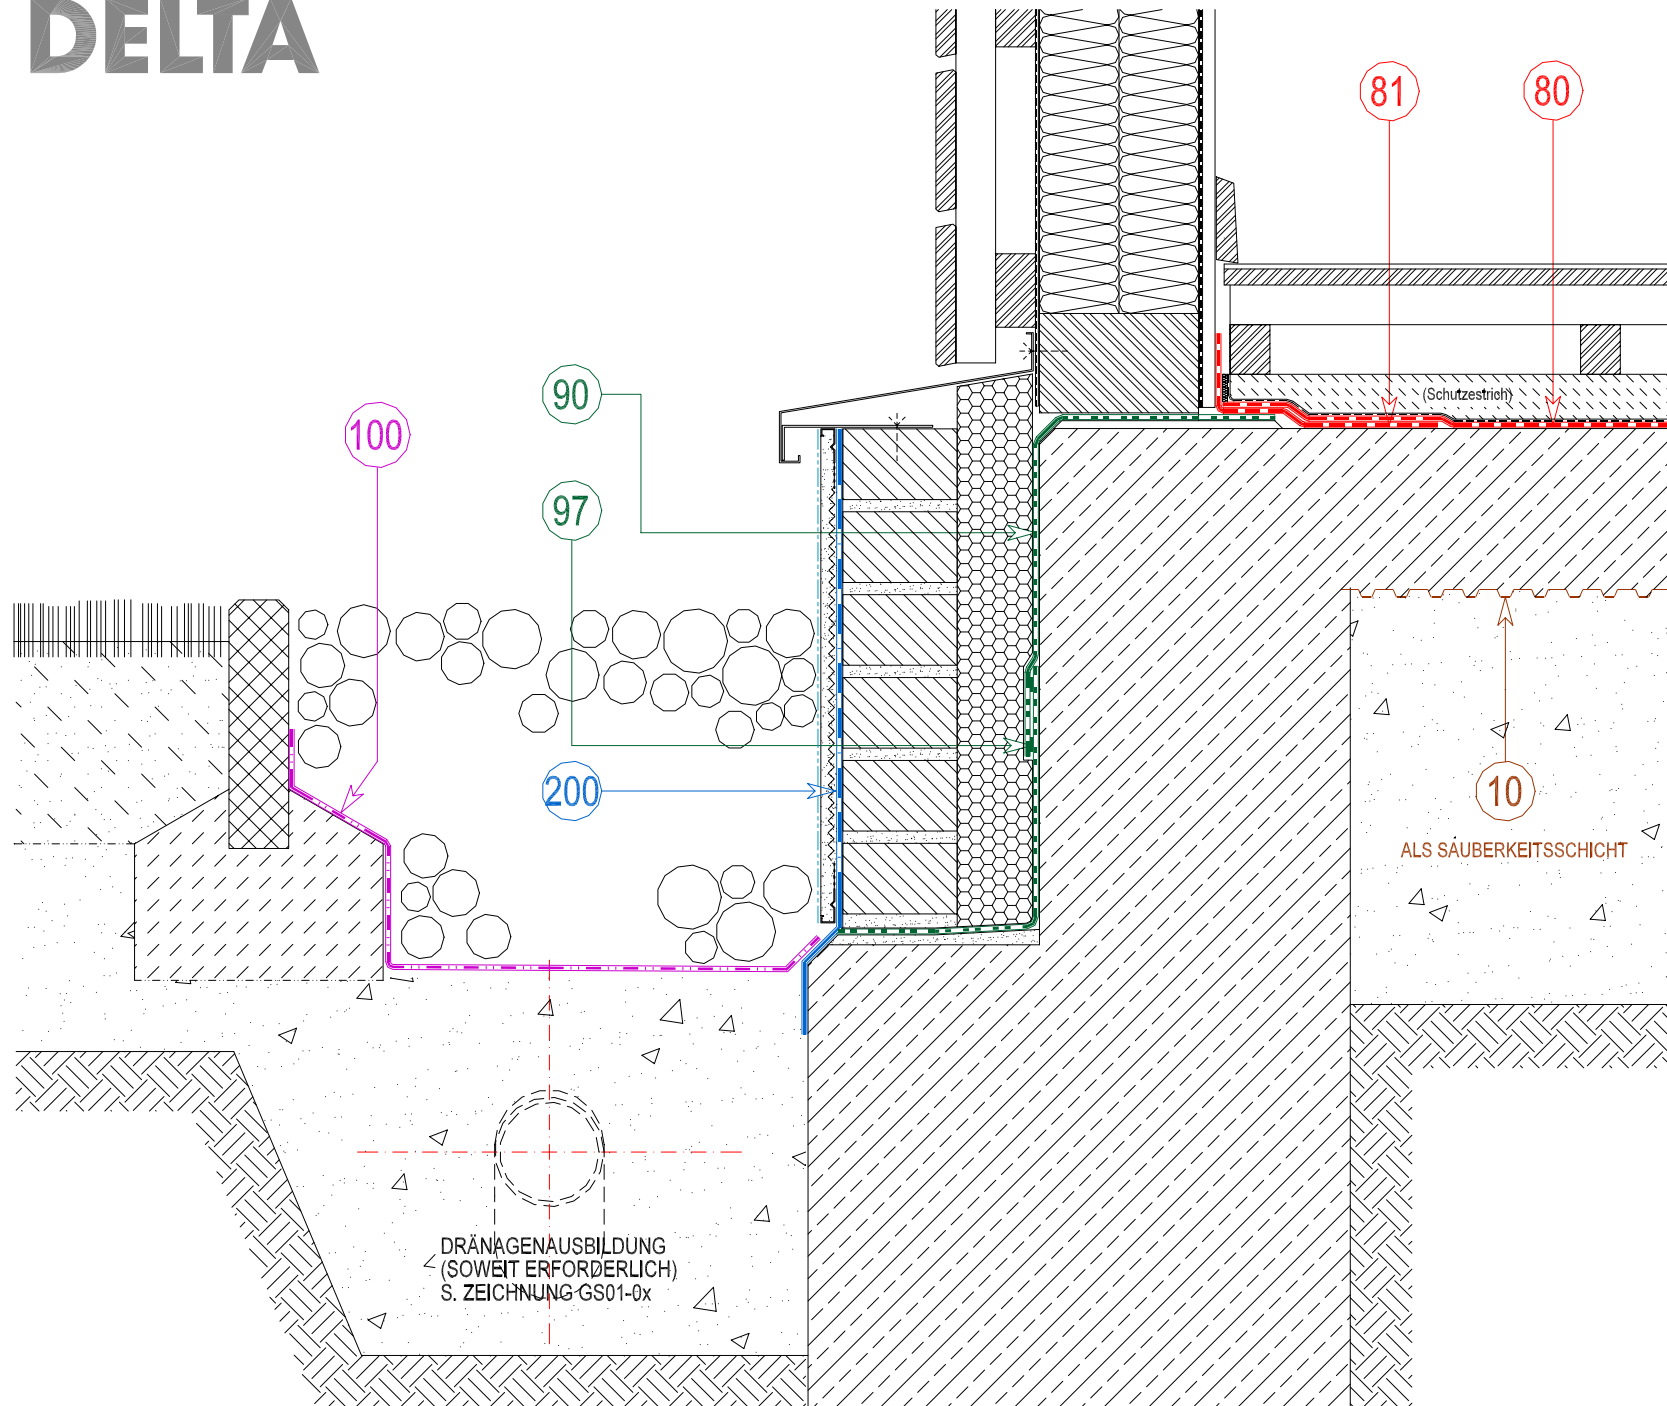 DELTA
81
80
90
(Schutzestrich)
100
97
200
10
ALS SAUBERKEITSSCHICHT
DRÄNAGENAUSBILDUNG
(SOWEIT ERFORDERLICH)
S. ZEICHNUNG GS01-0x